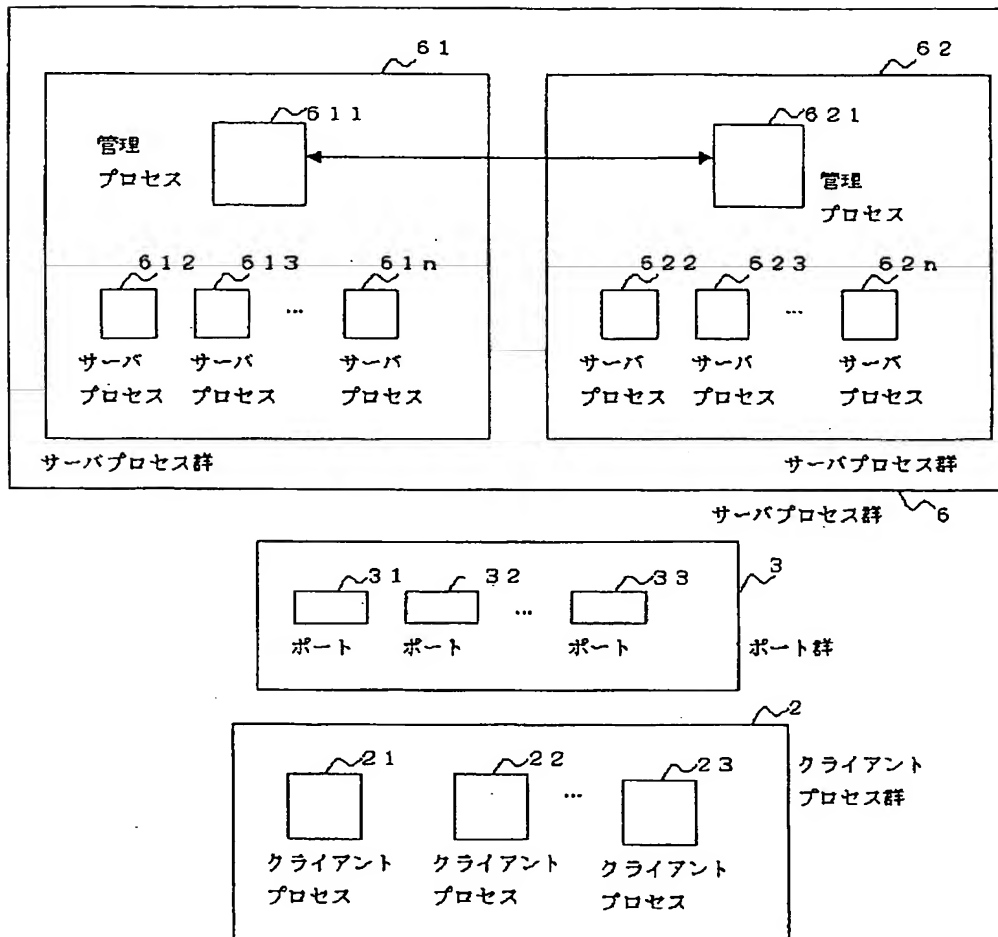 61
62
611
621
管理
プロセス
管理
プロセス
612 613 61n
622 623 62n
... ...
サーバ サーバ サーバ
プロセス プロセス プロセス
サーバ サーバ サーバ
プロセス プロセス プロセス
サーバプロセス群
サーバプロセス群
サーバプロセス群 6
3
31 32 ... 33
ポート ポート ポート
ポート群
2
21 22 ... 23
クライアント
プロセス群
クライアント クライアント クライアント
プロセス プロセス プロセス